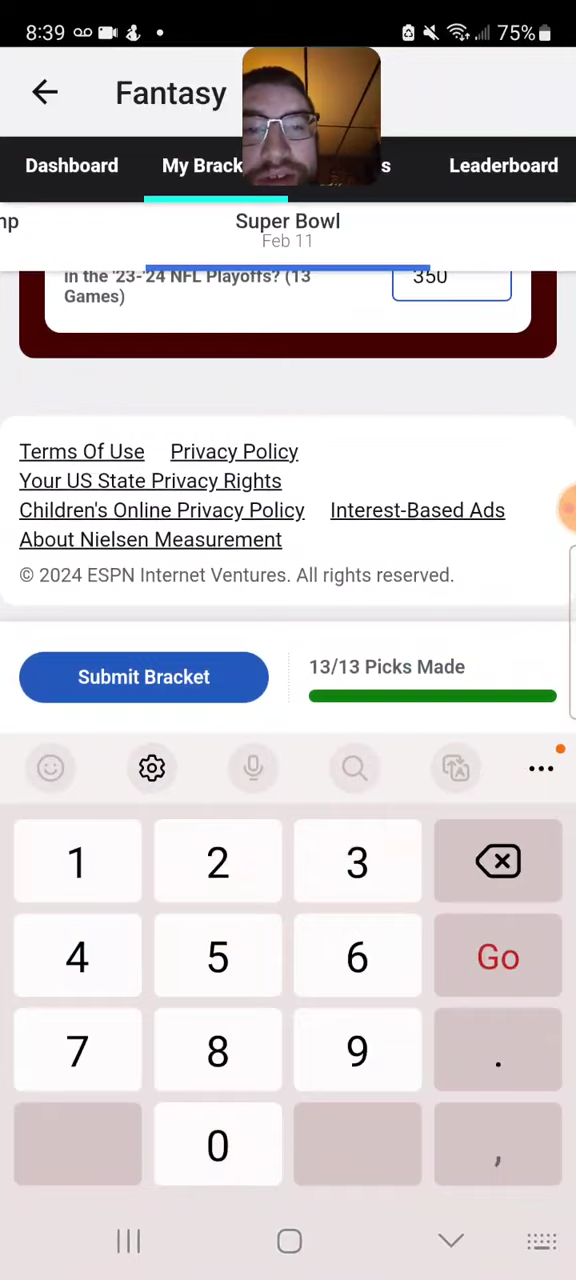 8:39 75%
Fantasy
Dashboard My Brack s Leaderboard
np Super Bowl
Feb 11
in the '23-'24 NFL Playoffs? (13 350
Games)
Terms Of Use Privacy Policy
Your US State Privacy Rights
Children's Online Privacy Policy Interest-Based Ads
About Nielsen Measurement
© 2024 ESPN Internet Ventures. All rights reserved.
Submit Bracket 13/13 Picks Made
1 2 3
4 5 6 Go
7 8 9 .
0 ,